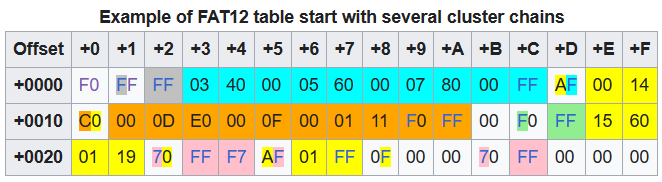 Example of FAT12 table start with several cluster chains
Offset +0 +1 +2 +3 +4 +5 +6 +7 +8 +9 +A +B +C +D +E +F
+0000 F0 FF FF 03 40 00 05 60 00 07 80 00 FF AF 00 14
+0010 C0 00 0D E0 00 0F 00 01 11 F0 FF 00 F0 FF 15 60
+0020 01 19 70 FF F7 AF 01 FF 0F 00 00 70 FF 00 00 00